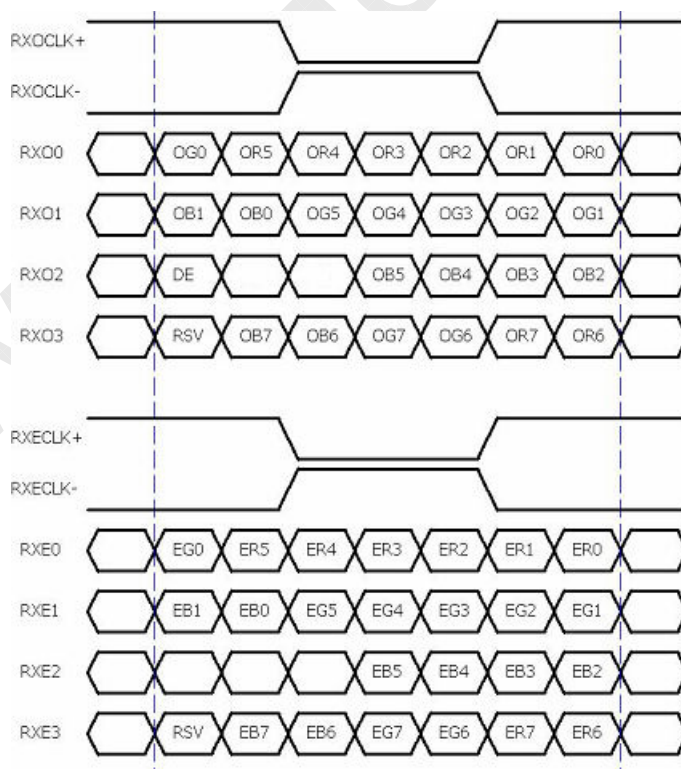 RXOCLK+
RXOCLK-
RXO0 OG0 OR5 OR4 OR3 OR2 OR1 OR0
RXO1 OB1 OB0 OG5 OG4 OG3 OG2 OG1
RXO2 DE OB5 OB4 OB3 OB2
RXO3 RSV OB7 OB6 OG7 OG6 OR7 OR6
RXECLK+
RXECLK-
RXE0 EG0 ER5 ER4 ER3 ER2 ER1 ER0
RXE1 EB1 EB0 EG5 EG4 EG3 EG2 EG1
RXE2 EB5 EB4 EB3 EB2
RXE3 RSV EB7 EB6 EG7 EG6 ER7 ER6